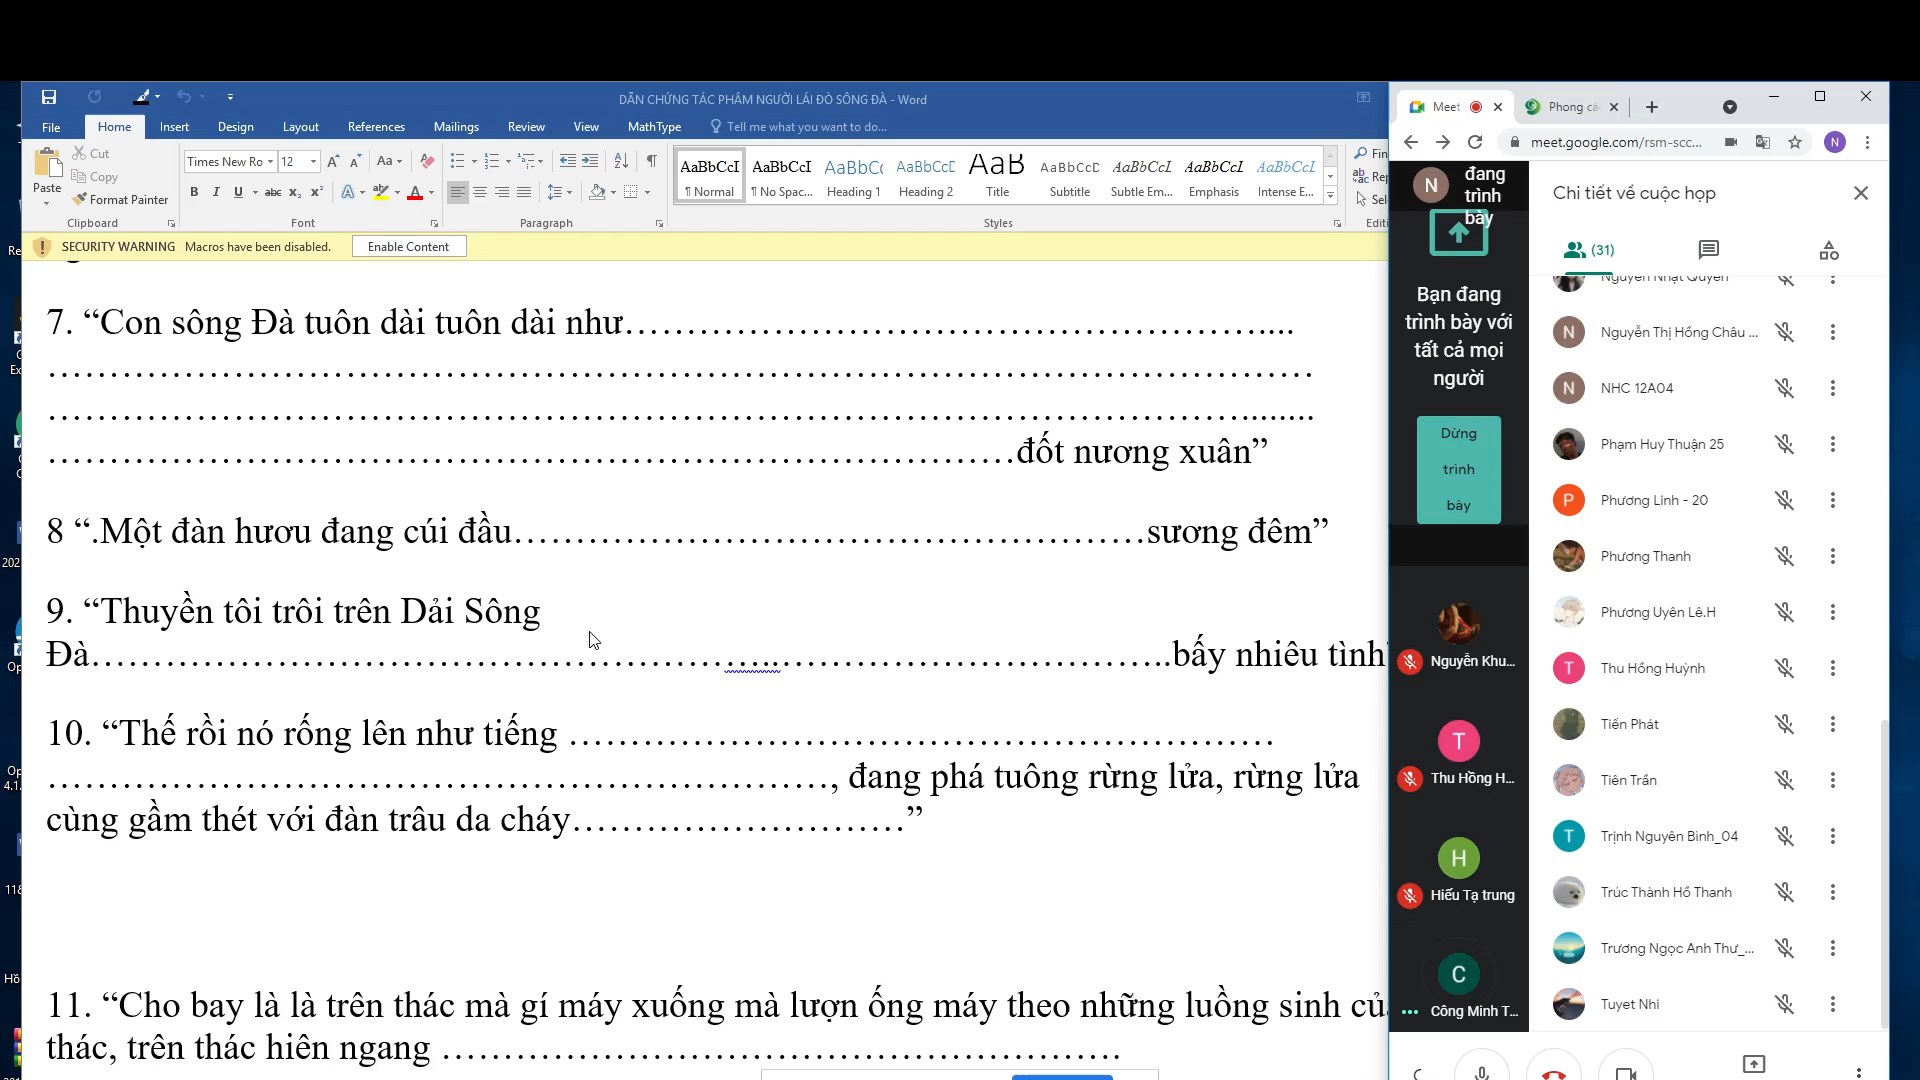 DẪN CHỨNG TÁC PHẨM NGƯỜI LÁI ĐÒ SÔNG ĐÀ - Word
File Home Insert Design Layout References Mailings Review View MathType Tell me what you want to do...
Paste
Cut
Copy
Format Painter
Times New Ro 12
AaBbCcI AaBbCcI AaBbC AaBbCcC AaB AaBbCcD AaBbCcI AaBbCcI AaBbCcI
¶ Normal ¶ No Spac... Heading 1 Heading 2 Title Subtitle Subtle Em... Emphasis Intense E...
Clipboard Font Paragraph Styles
SECURITY WARNING Macros have been disabled. Enable Content
7. “Con sông Đà tuôn dài tuôn dài như…………………………………………………....
……………………………………………………………………………………………
………………………………………………………………………………………........
……………………………………………………………………đốt nương xuân”
8 “.Một đàn hươu đang cúi đầu……………………………………………sương đêm”
9. “Thuyền tôi trôi trên Dải Sông
Đà……………………………………………………………………………..bấy nhiêu tình
10. “Thế rồi nó rống lên như tiếng …………………………………………………
………………………………………………………, đang phá tuông rừng lửa, rừng lửa
cùng gầm thét với đàn trâu da cháy………………………”
11. “Cho bay là là trên thác mà gí máy xuống mà lượn ống máy theo những luồng sinh của
thác, trên thác hiên ngang ………………………………………………
Meet
Phong cá
meet.google.com/rsm-scc...
N
đang trình bày
Bạn đang trình bày với tất cả mọi người
Dừng trình bày
Nguyễn Khu...
T
Thu Hồng H...
H
Hiếu Tạ trung
C
Công Minh T...
Chi tiết về cuộc họp
(31)
Nguyễn Nhật Quyên
N Nguyễn Thị Hồng Châu ...
N NHC 12A04
Phạm Huy Thuận 25
P Phương Linh - 20
Phương Thanh
Phương Uyên Lê.H
T Thu Hồng Huỳnh
Tiến Phát
Tiên Trần
T Trịnh Nguyên Bình_04
Trúc Thành Hồ Thanh
Trương Ngọc Anh Thư_...
Tuyet Nhi